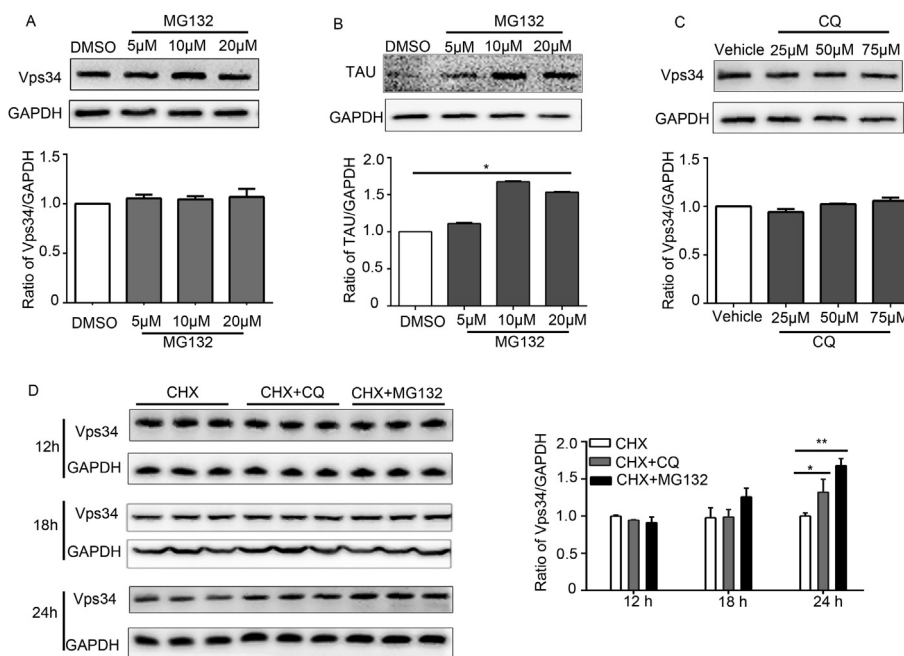 A
MG132
DMSO 5µM 10µM 20µM
Vps34
GAPDH
Ratio of Vps34/GAPDH
1.5
1.0
0.5
0
DMSO 5µM 10µM 20µM
MG132
B
MG132
DMSO 5µM 10µM 20µM
TAU
GAPDH
Ratio of TAU/GAPDH
2.0
1.5
1.0
0.5
0
*
DMSO 5µM 10µM 20µM
MG132
C
CQ
Vehicle 25µM 50µM 75µM
Vps34
GAPDH
Ratio of Vps34/GAPDH
1.5
1.0
0.5
0
Vehicle 25µM 50µM 75µM
CQ
D
CHX CHX+CQ CHX+MG132
12h
Vps34
GAPDH
18h
Vps34
GAPDH
24h
Vps34
GAPDH
Ratio of Vps34/GAPDH
2.0
1.5
1.0
0.5
0
CHX
CHX+CQ
CHX+MG132
**
*
12 h 18 h 24 h